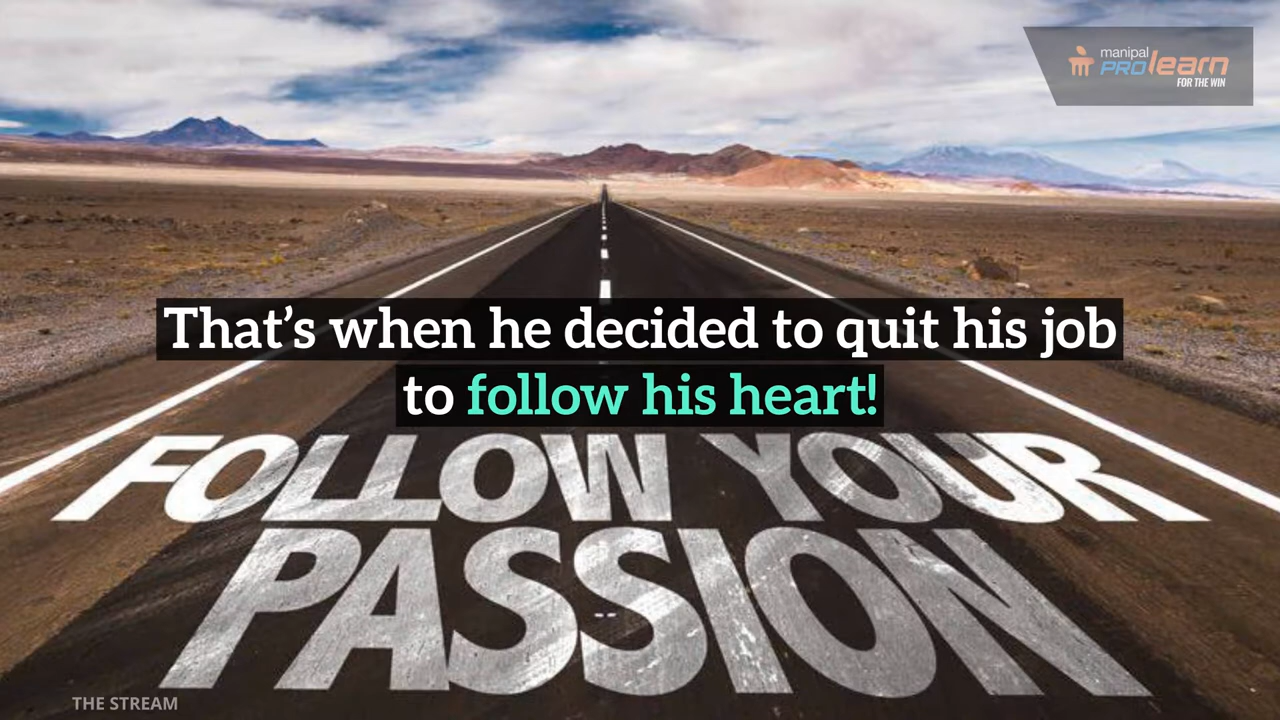 manipal
PROlearn
FOR THE WIN
That’s when he decided to quit his job
to follow his heart!
FOLLOW YOUR
PASSION
THE STREAM